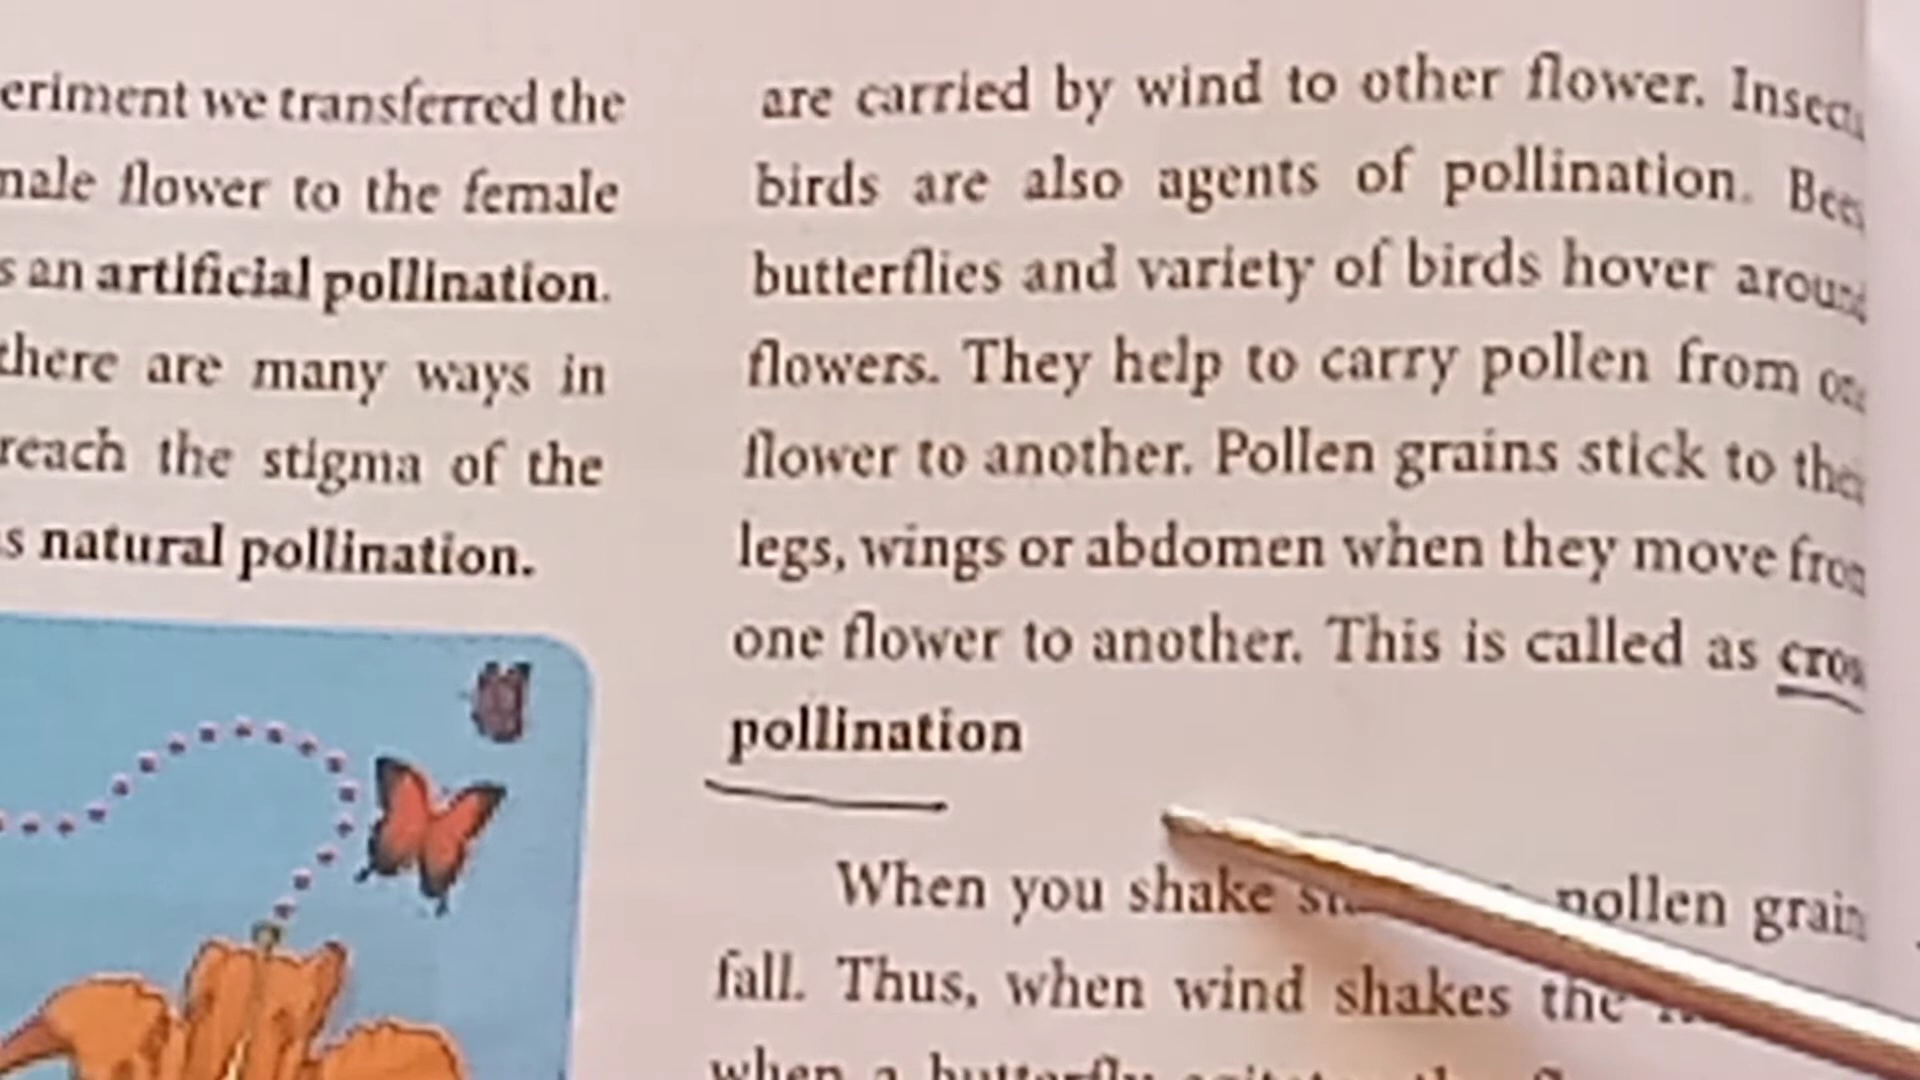 we transferred the
flower to the female
an artificial pollination.
there are many ways in
reach the stigma of the
natural pollination.
are carried by wind to other flower.
birds are also agents of pollination.
butterflies and variety of birds hover
flowers. They help to carry pollen from
flower to another. Pollen grains stick to
legs, wings or abdomen when they move
one flower to another. This is called as
pollination
When you shake pollen
fall. Thus, when wind shakes the
when a butterfly